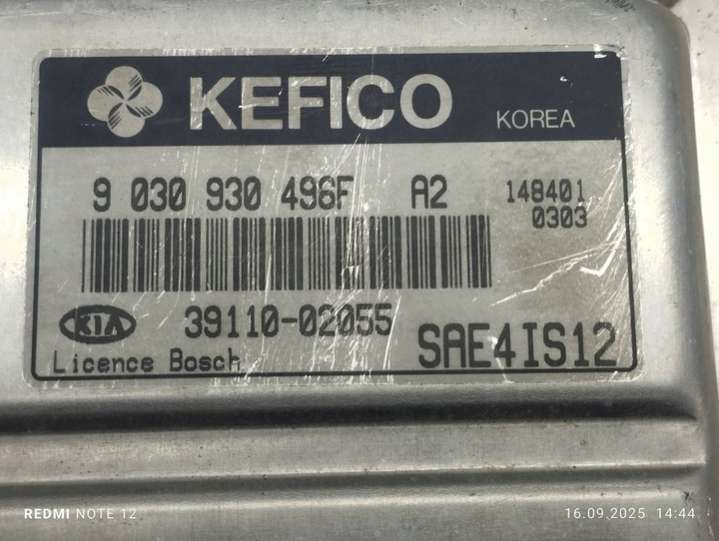 KEFICO KOREA
9 030 930 496F A2 148401
0303
KIA 39110-02055 SAE4IS12
Licence Bosch
REDMI NOTE 12 16.09.2025 14:44